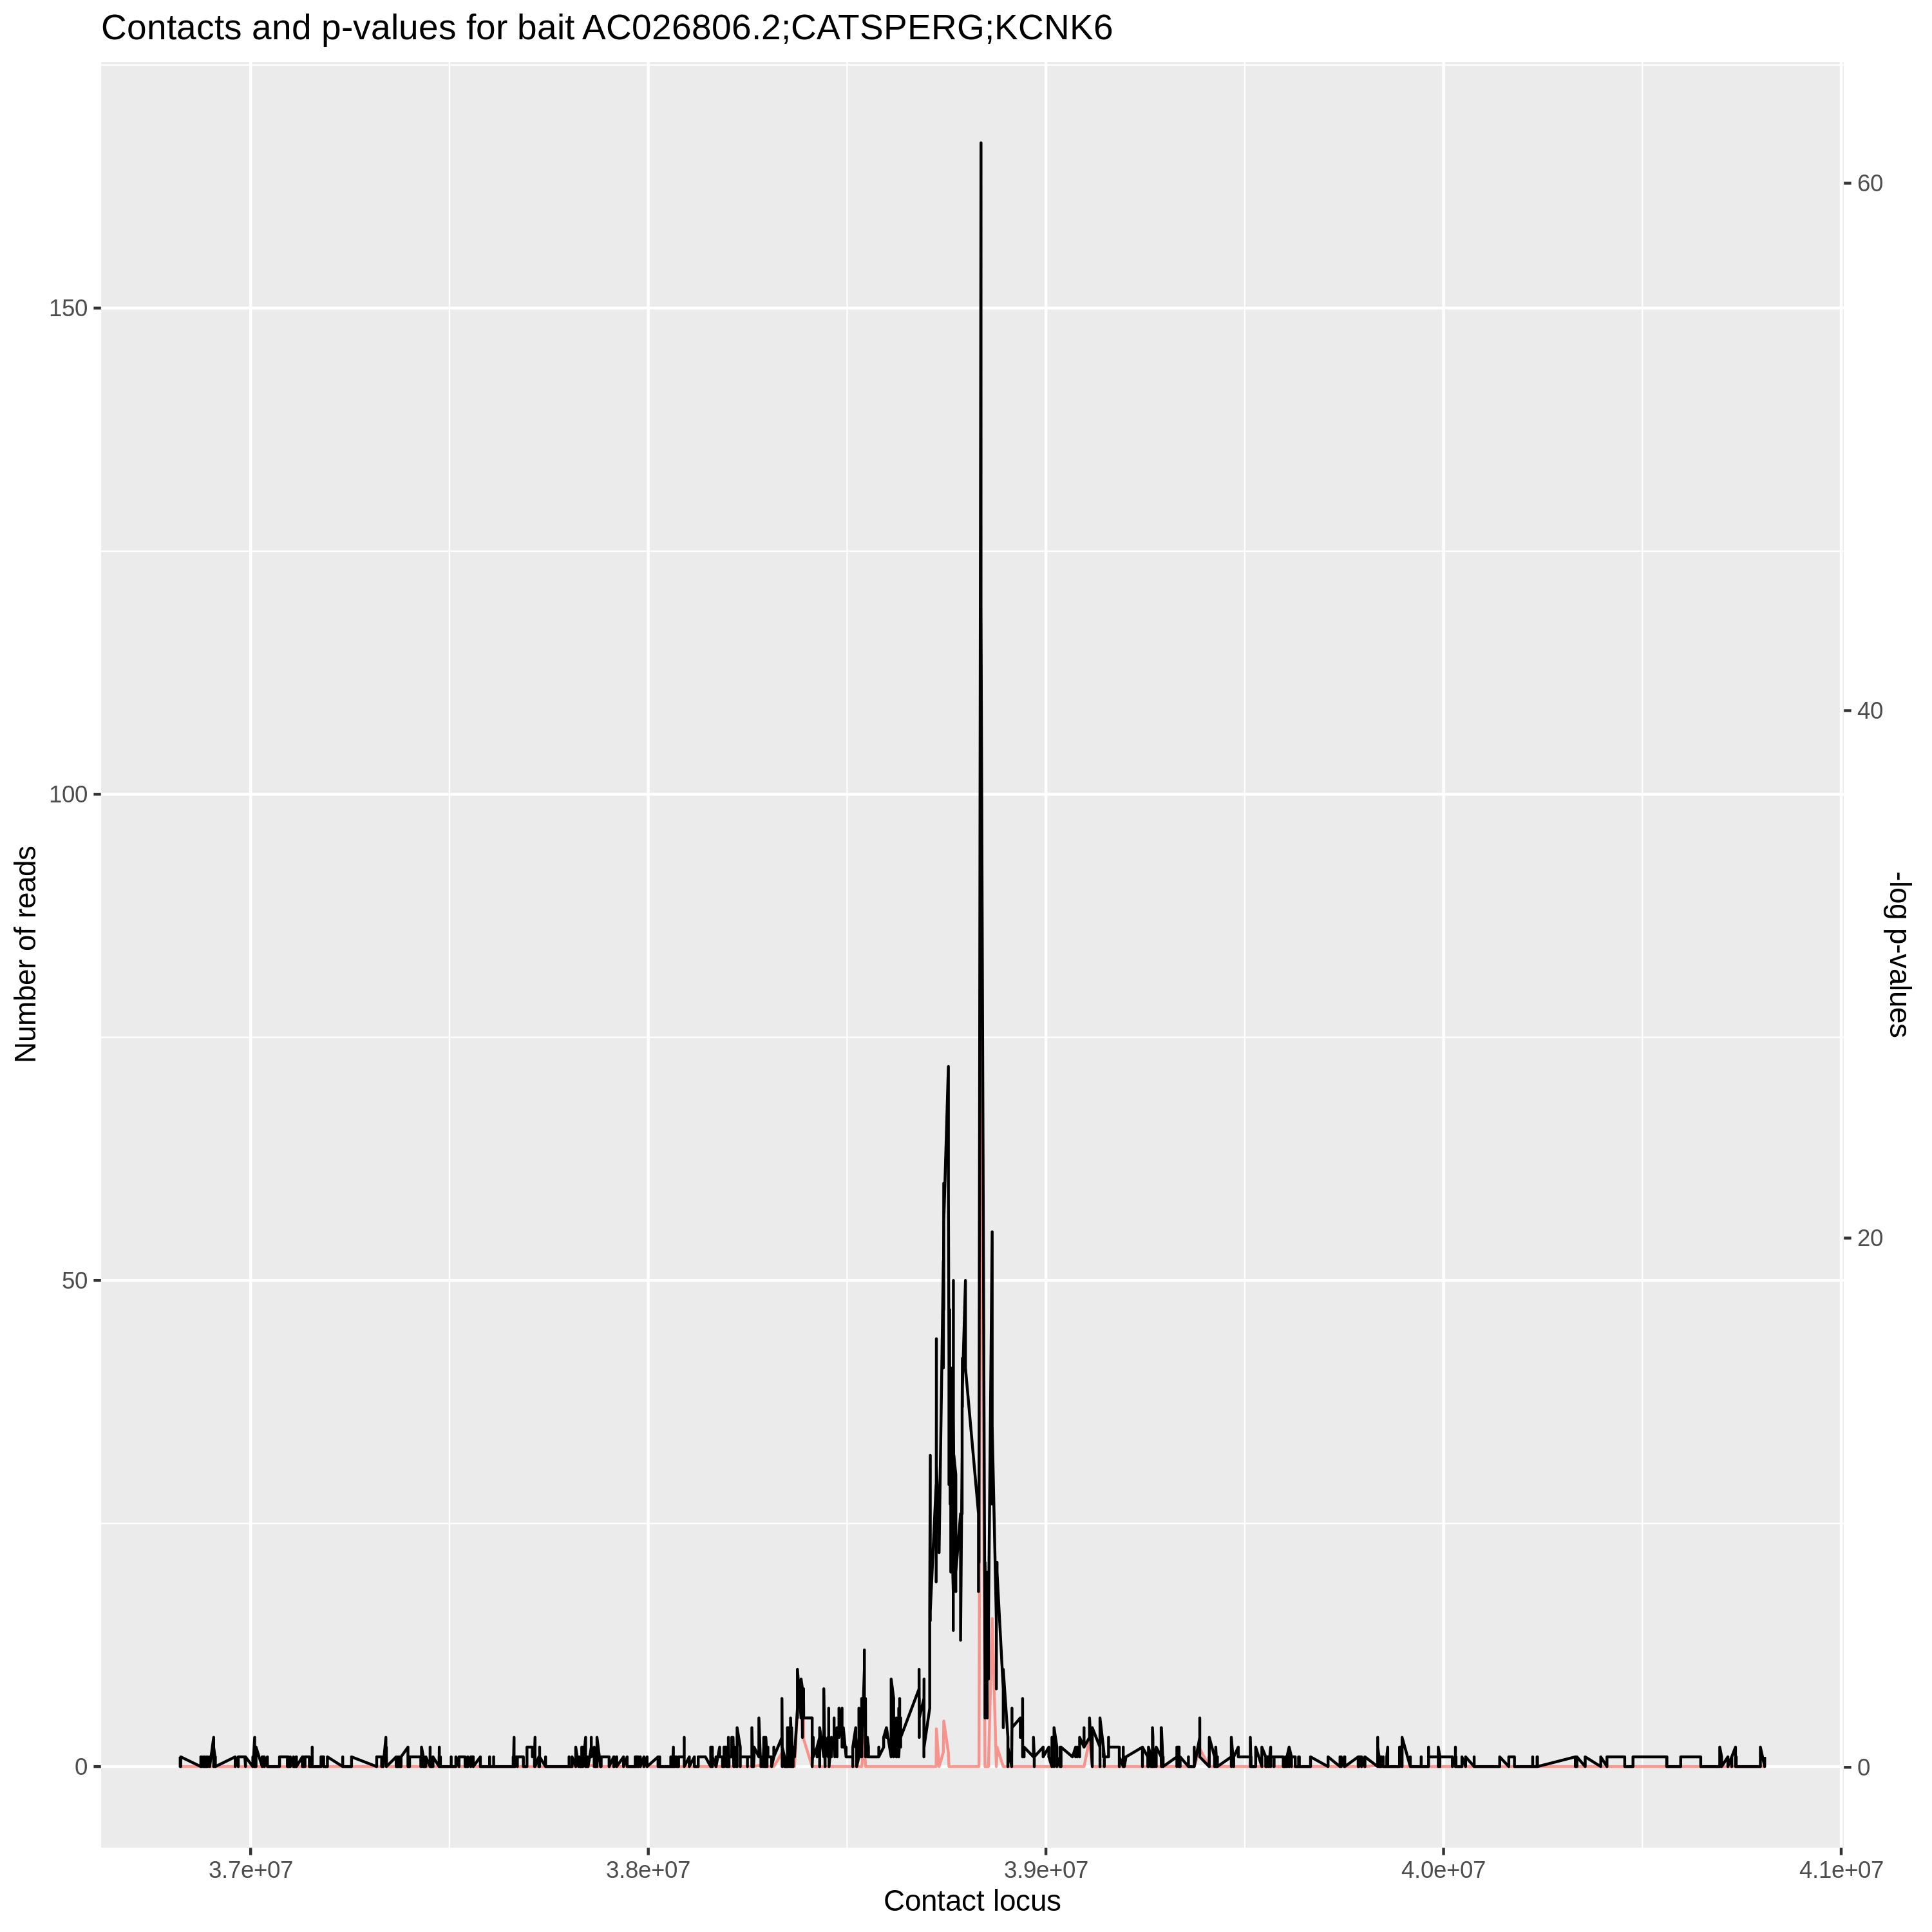 Contacts and p-values for bait AC026806.2;CATSPERG;KCNK6
150
100
50
0
60
40
20
0
Number of reads
-log p-values
3.7e+07
3.8e+07
3.9e+07
4.0e+07
4.1e+07
Contact locus